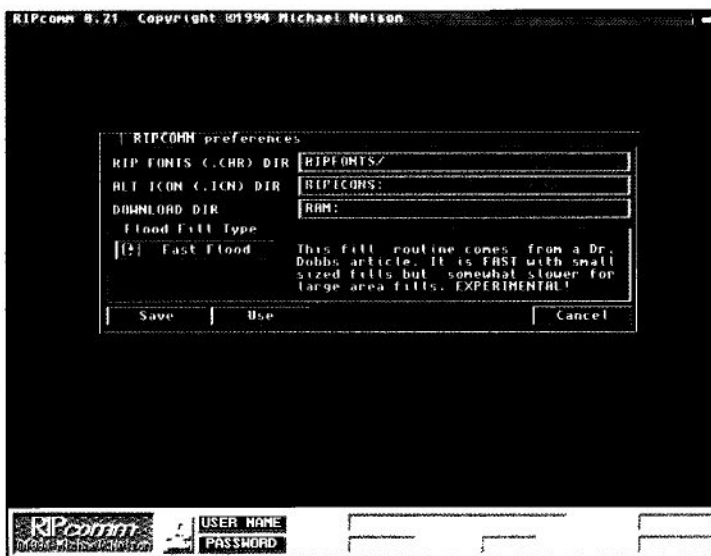 RIPcomm 0.21 Copyright ©1994 Michael Nelson
RIPCOMM preferences
RIP FONTS (.CHR) DIR RIPFONTS/
ALT ICON (.ICN) DIR RIPICONS:
DOWNLOAD DIR RAM:
Flood Fill Type
Fast Flood
This fill routine comes from a Dr.
Dobbs article. It is FAST with small
sized fills but somewhat slower for
large area fills. EXPERIMENTAL!
Save Use Cancel
RIPcomm USER NAME
©1994 Michael Nelson PASSWORD